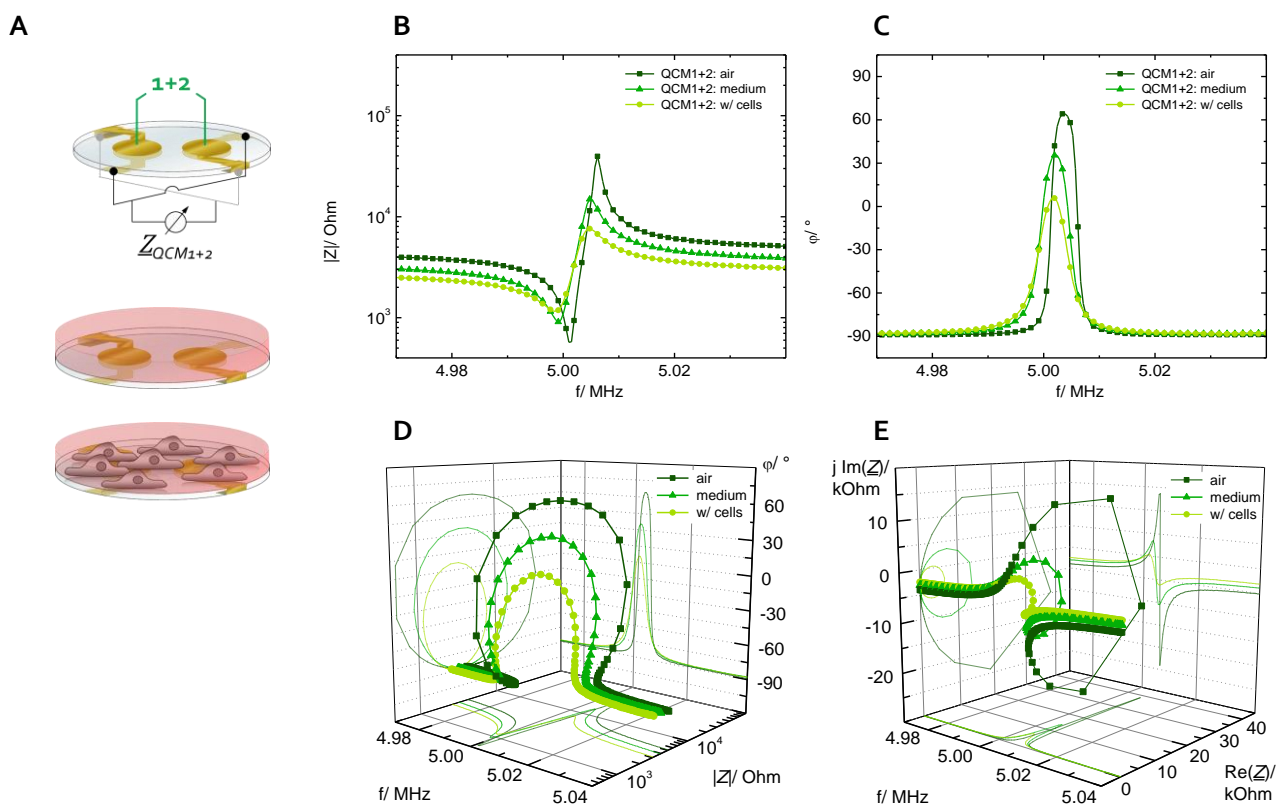 A
1+2
Z QCM1+2
B
QCM1+2: air
QCM1+2: medium
QCM1+2: w/ cells
10^5
10^4
10^3
|Z|/ Ohm
4.98 5.00 5.02
f/ MHz
C
QCM1+2: air
QCM1+2: medium
QCM1+2: w/ cells
90
60
30
0
-30
-60
-90
φ/ °
4.98 5.00 5.02
f/ MHz
D
φ/ °
air
medium
w/ cells
60
30
0
-30
-60
-90
4.98
5.00
5.02
5.04
f/ MHz
10^3
10^4
|Z|/ Ohm
E
j Im(Z)/
kOhm
air
medium
w/ cells
10
0
-10
-20
4.98
5.00
5.02
5.04
f/ MHz
0
10
20
30
40
Re(Z)/
kOhm